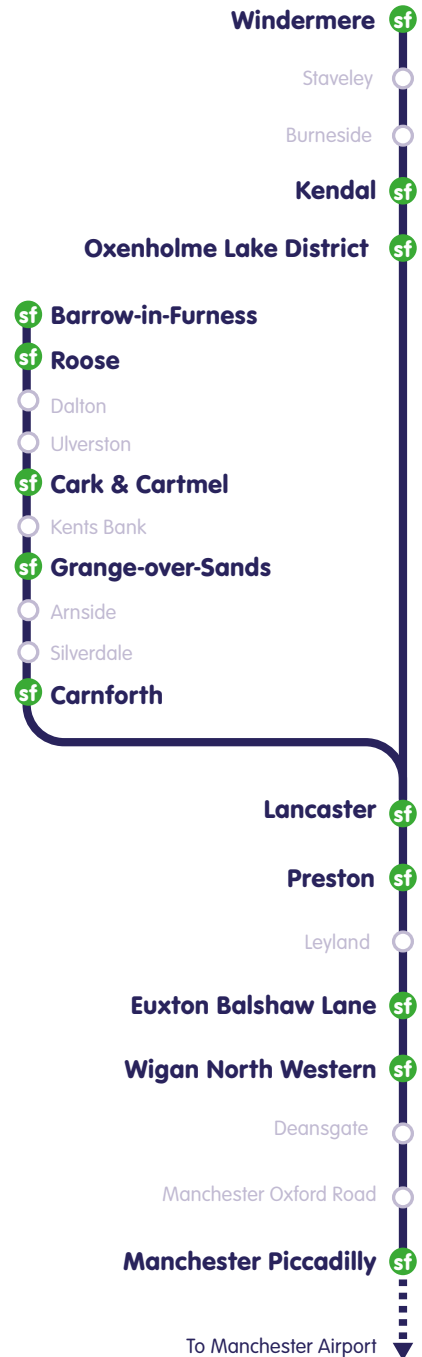 Windermere sf
Staveley
Burneside
Kendal sf
Oxenholme Lake District sf
sf Barrow-in-Furness
sf Roose
Dalton
Ulverston
sf Cark & Cartmel
Kents Bank
sf Grange-over-Sands
Arnside
Silverdale
sf Carnforth
Lancaster sf
Preston sf
Leyland
Euxton Balshaw Lane sf
Wigan North Western sf
Deansgate
Manchester Oxford Road
Manchester Piccadilly sf
To Manchester Airport